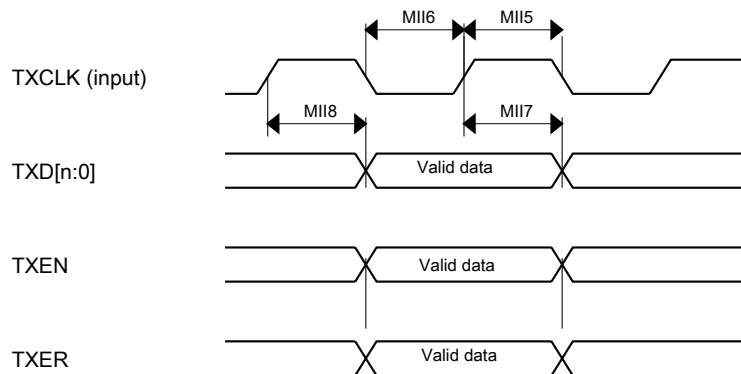 MII6
MII5
TXCLK (input)
MII8
MII7
TXD[n:0]
Valid data
TXEN
Valid data
TXER
Valid data